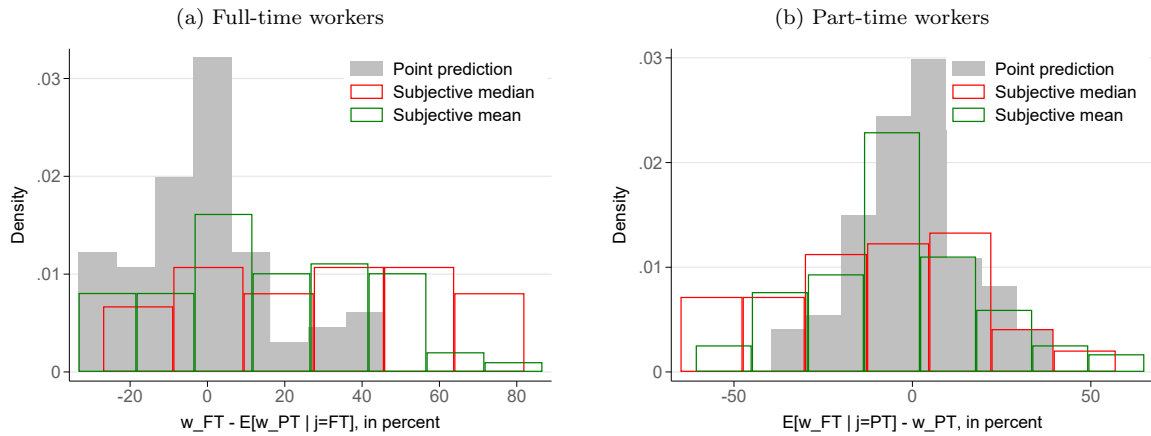 (a) Full-time workers
.03
.02
.01
0
Density
Point prediction
Subjective median
Subjective mean
-20 0 20 40 60 80
w_FT - E[w_PT | j=FT], in percent
(b) Part-time workers
.03
.02
.01
0
Density
Point prediction
Subjective median
Subjective mean
-50 0 50
E[w_FT | j=PT] - w_PT, in percent